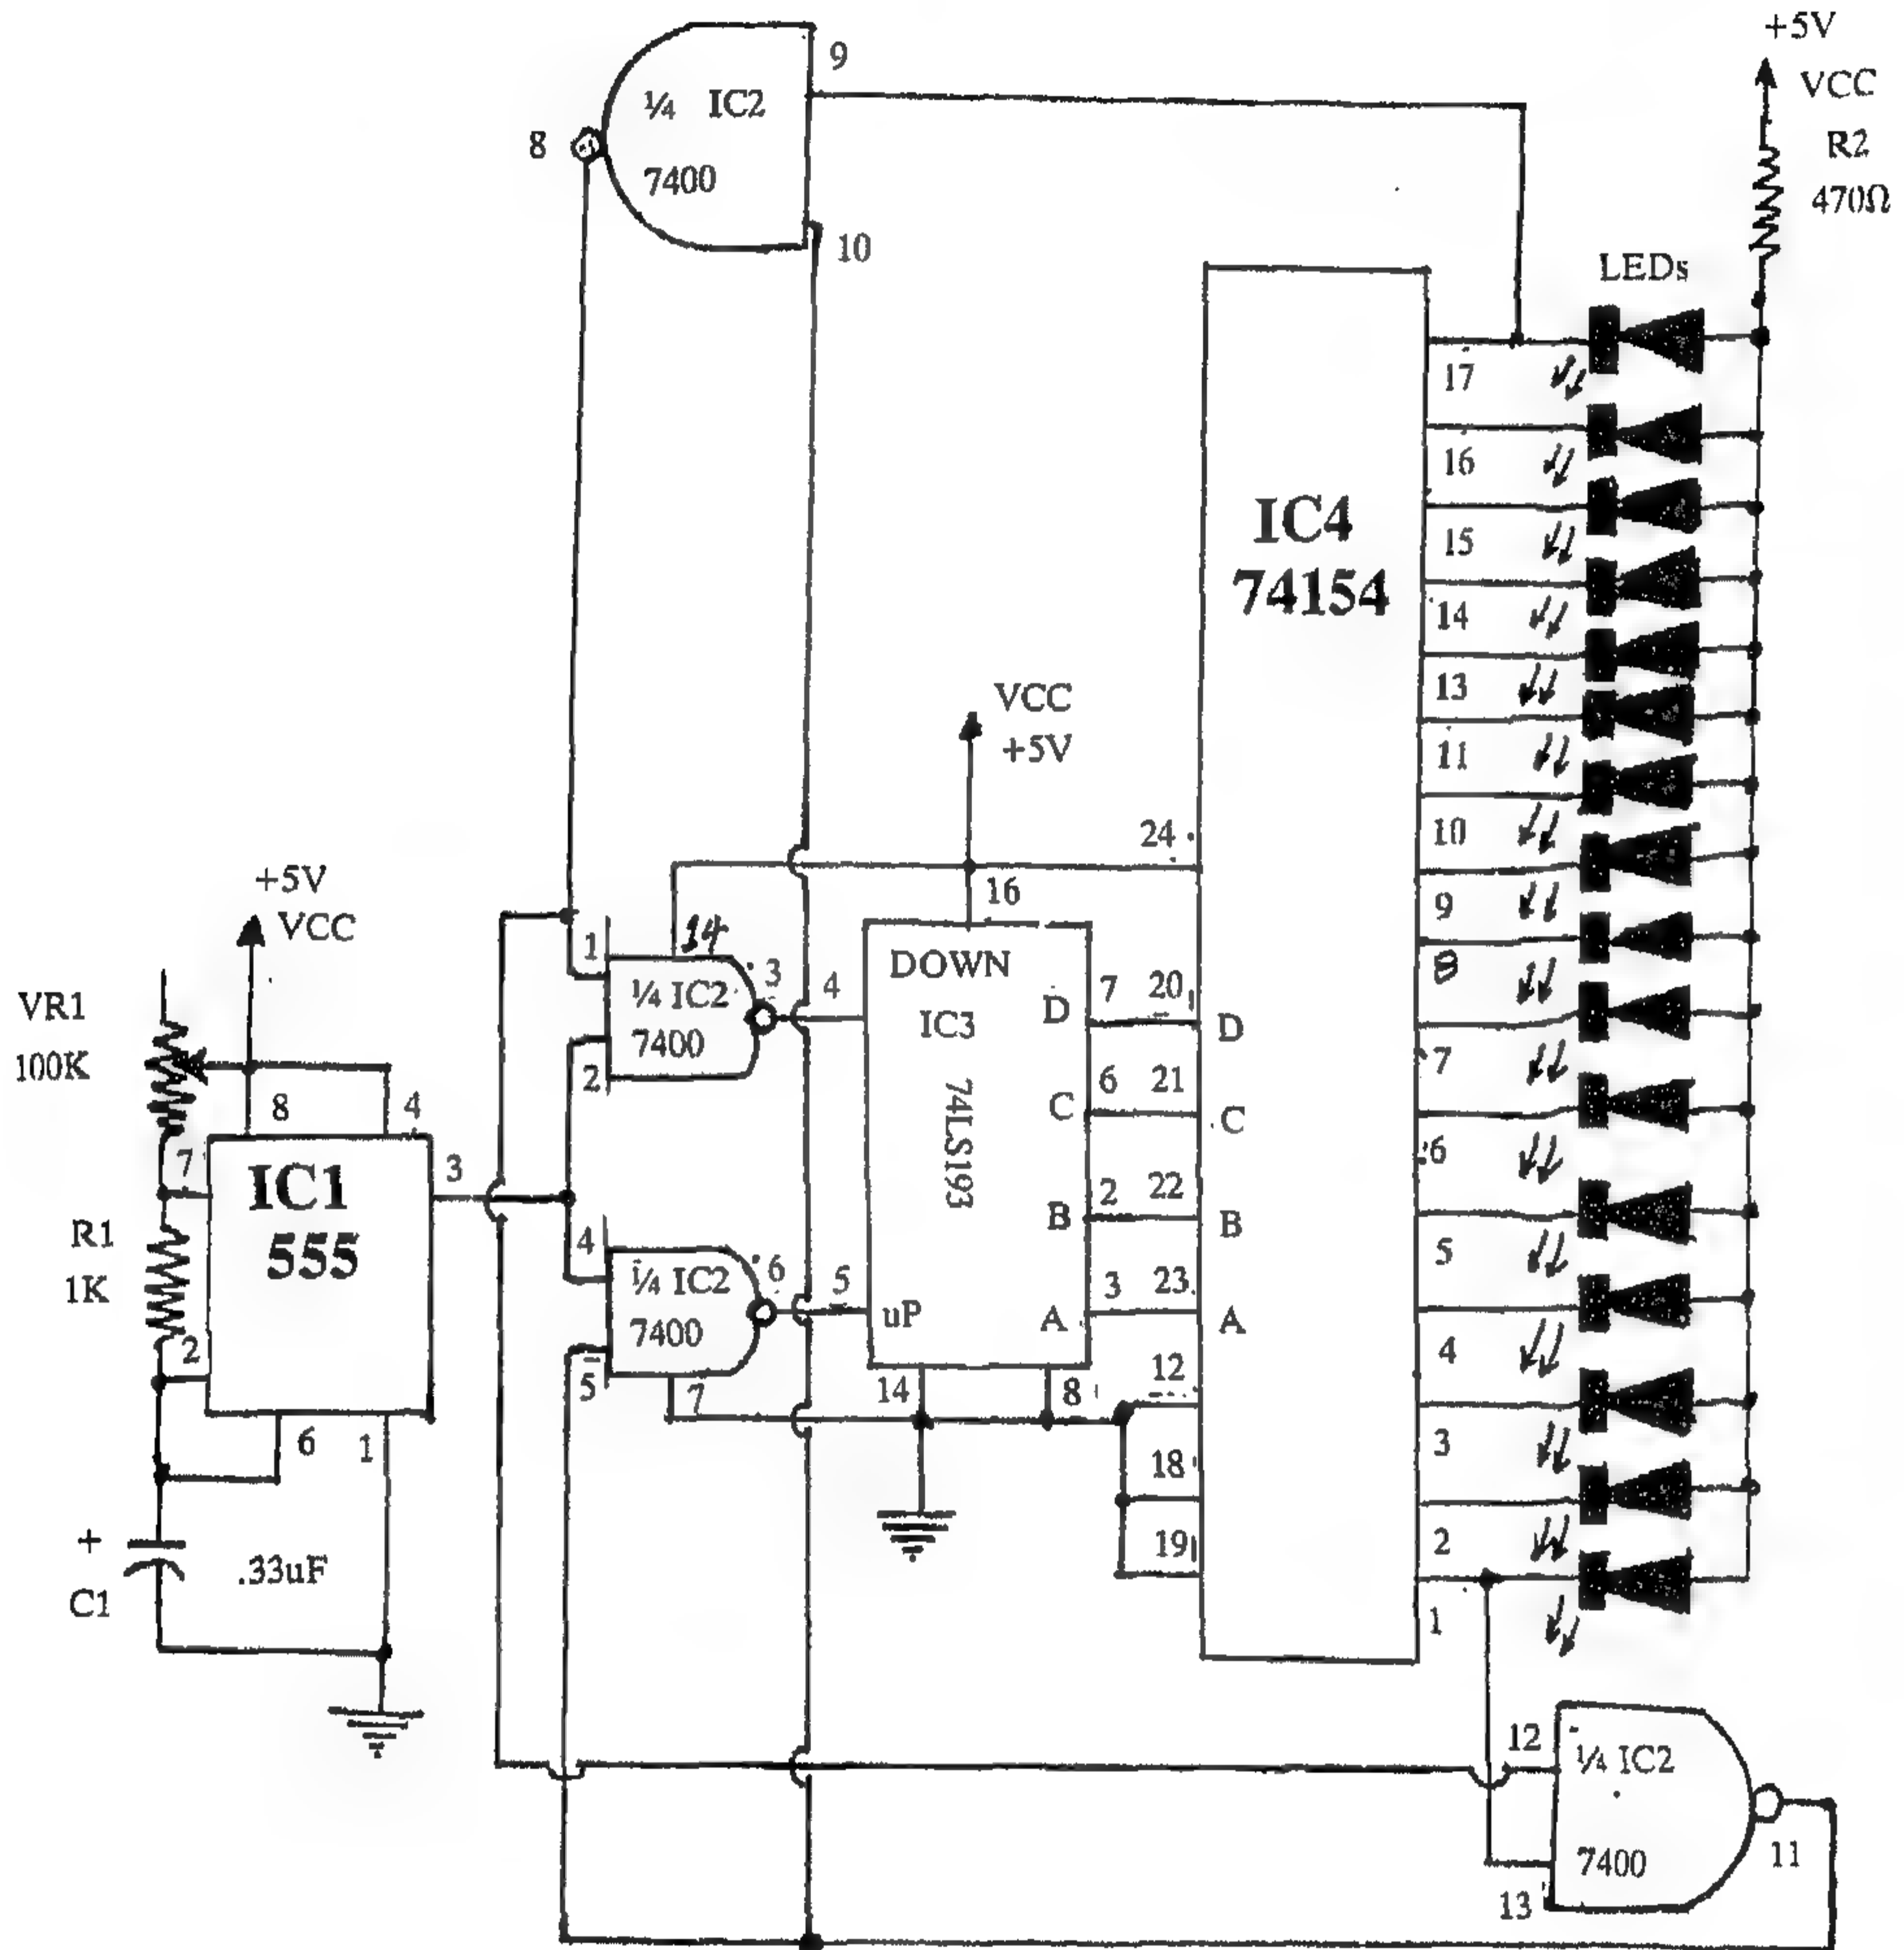 +5V
VCC
R2
470Ω
LEDs
9
¼ IC2
8
7400
10
17
16
15
14
13
11
10
9
8
7
6
5
4
3
2
1
IC4
74154
VCC
+5V
24
16
+5V
VCC
VR1
100K
8
4
7
IC1
555
3
R1
1K
2
6
1
+
C1
.33uF
1
14
¼ IC2
7400
2
3
4
4
¼ IC2
7400
5
6
5
7
DOWN
IC3
74LS193
uP
D
C
B
A
14
8
7
20
6
21
2
22
3
23
D
C
B
A
12
18
19
12
¼ IC2
7400
13
11